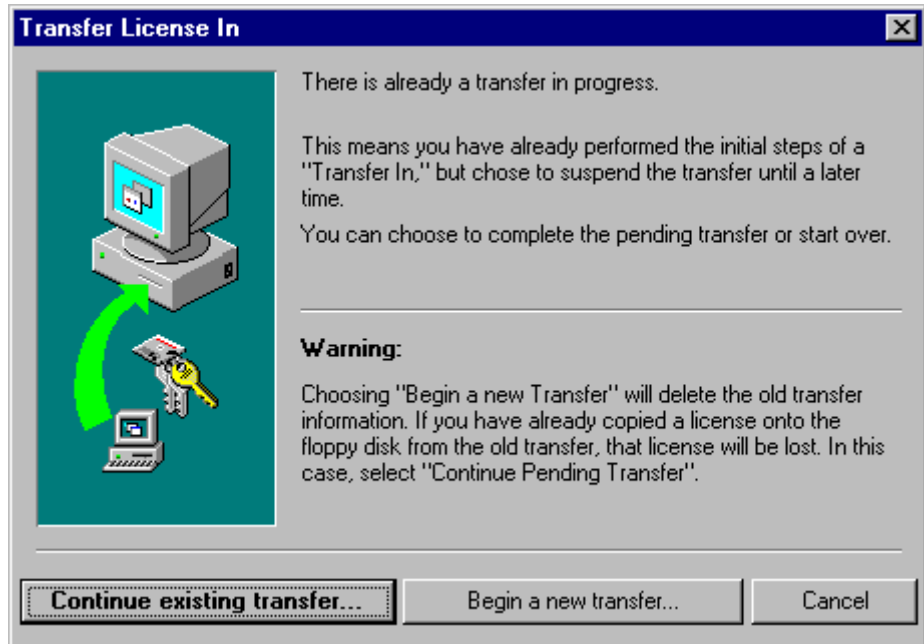 Transfer License In
There is already a transfer in progress.
This means you have already performed the initial steps of a
"Transfer In," but chose to suspend the transfer until a later
time.
You can choose to complete the pending transfer or start over.
Warning:
Choosing "Begin a new Transfer" will delete the old transfer
information. If you have already copied a license onto the
floppy disk from the old transfer, that license will be lost. In this
case, select "Continue Pending Transfer".
Continue existing transfer...
Begin a new transfer...
Cancel